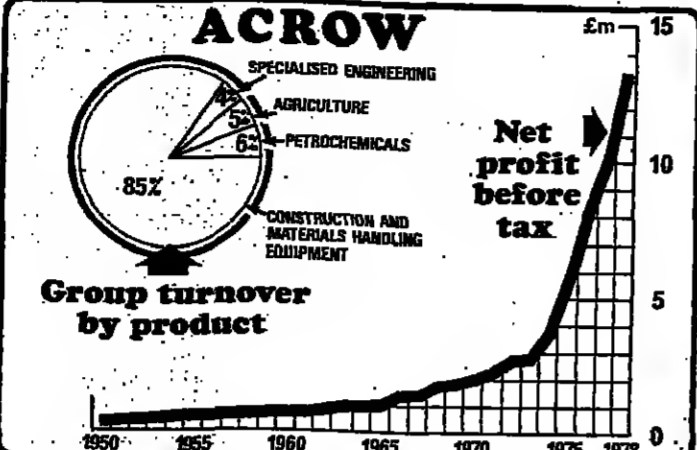 ACROW
£m
15
SPECIALISED ENGINEERING
4%
AGRICULTURE
5%
PETROCHEMICALS
6%
85%
CONSTRUCTION AND
MATERIALS HANDLING
EQUIPMENT
Group turnover
by product
Net
profit
before
tax
10
5
0
1950 1955 1960 1965 1970 1975 1978